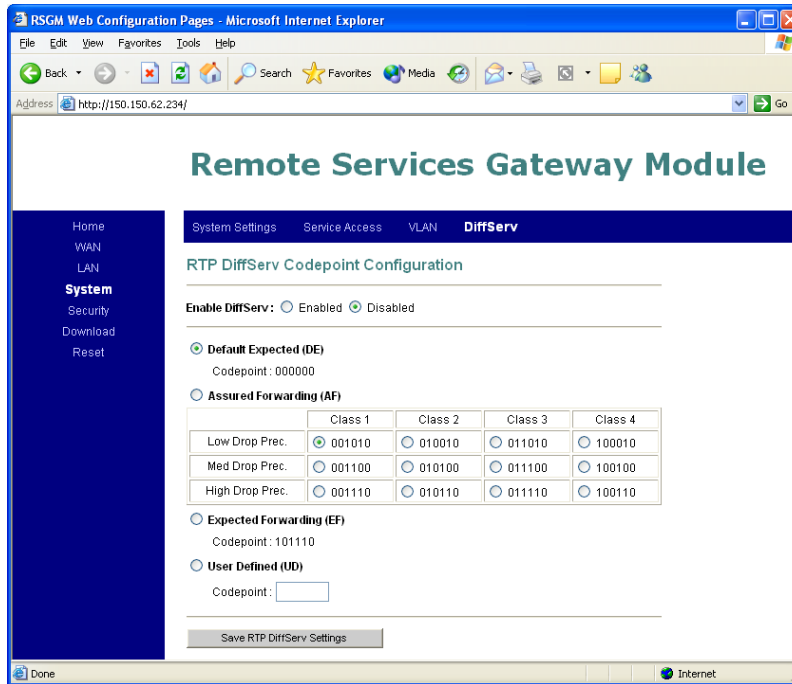 RSGM Web Configuration Pages - Microsoft Internet Explorer
File Edit View Favorites Tools Help
Back Search Favorites Media
Address http://150.150.62.234/ Go
Remote Services Gateway Module
Home
WAN
LAN
System
Security
Download
Reset
System Settings Service Access VLAN DiffServ
RTP DiffServ Codepoint Configuration
Enable DiffServ: Enabled Disabled
Default Expected (DE)
Codepoint: 000000
Assured Forwarding (AF)
Class 1 Class 2 Class 3 Class 4
Low Drop Prec. 001010 010010 011010 100010
Med Drop Prec. 001100 010100 011100 100100
High Drop Prec. 001110 010110 011110 100110
Expected Forwarding (EF)
Codepoint: 101110
User Defined (UD)
Codepoint:
Save RTP DiffServ Settings
Done Internet